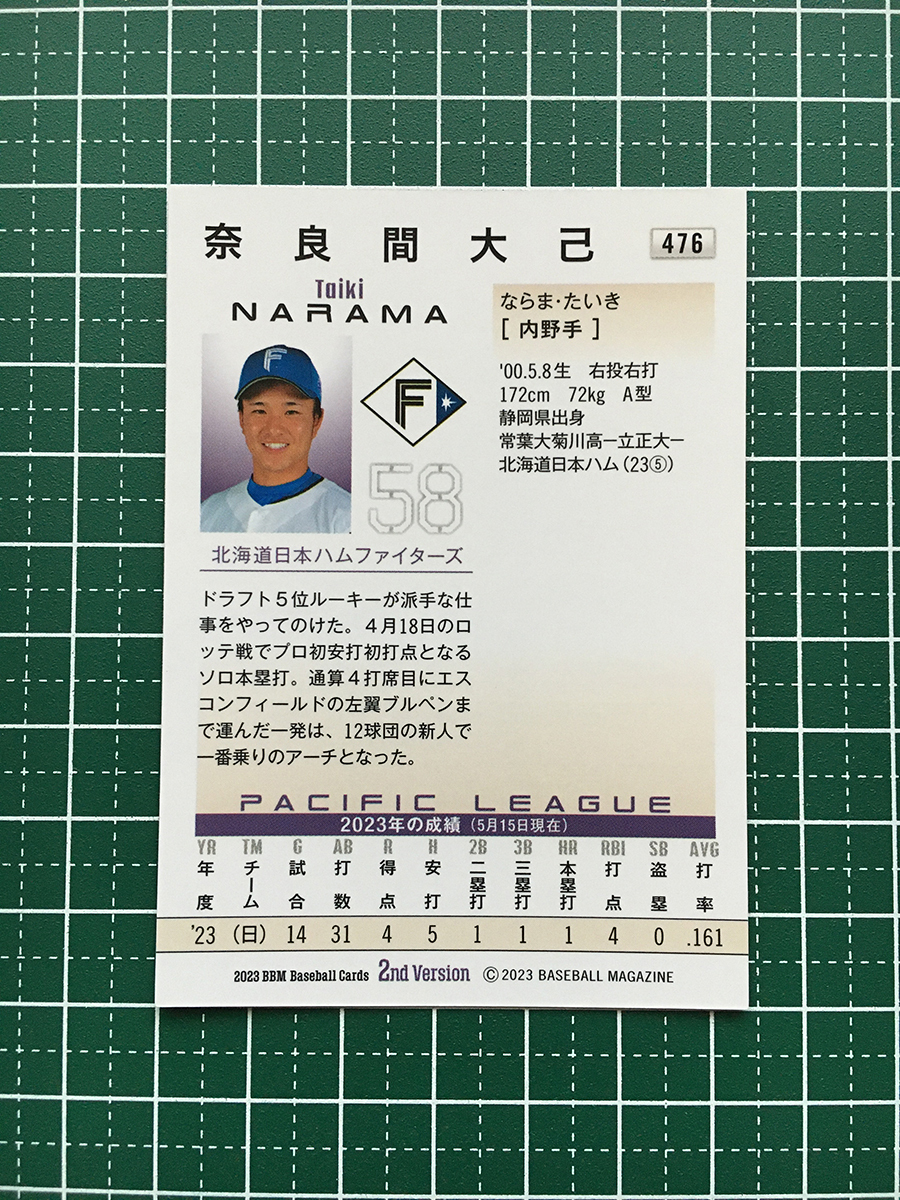 奈良間大己 476
Taiki
NARAMA
ならま・たいき
[ 内野手 ]
'00.5.8生 右投右打
172cm 72kg A型
静岡県出身
常葉大菊川高ー立正大ー
北海道日本ハム(23⑤)
F
F
58
北海道日本ハムファイターズ
ドラフト5位ルーキーが派手な仕
事をやってのけた。4月18日のロ
ッテ戦でプロ初安打初打点となる
ソロ本塁打。通算4打席目にエス
コンフィールドの左翼ブルペンま
で運んだ一発は、12球団の新人で
一番乗りのアーチとなった。
PACIFIC LEAGUE
2023年の成績(5月15日現在)
YR TM G AB R H 2B 3B HR RBI SB AVG
年度 チーム 試合 打数 得点 安打 二塁打 三塁打 本塁打 打点 盗塁 打率
'23 (日) 14 31 4 5 1 1 1 4 0 .161
2023 BBM Baseball Cards 2nd Version ©2023 BASEBALL MAGAZINE